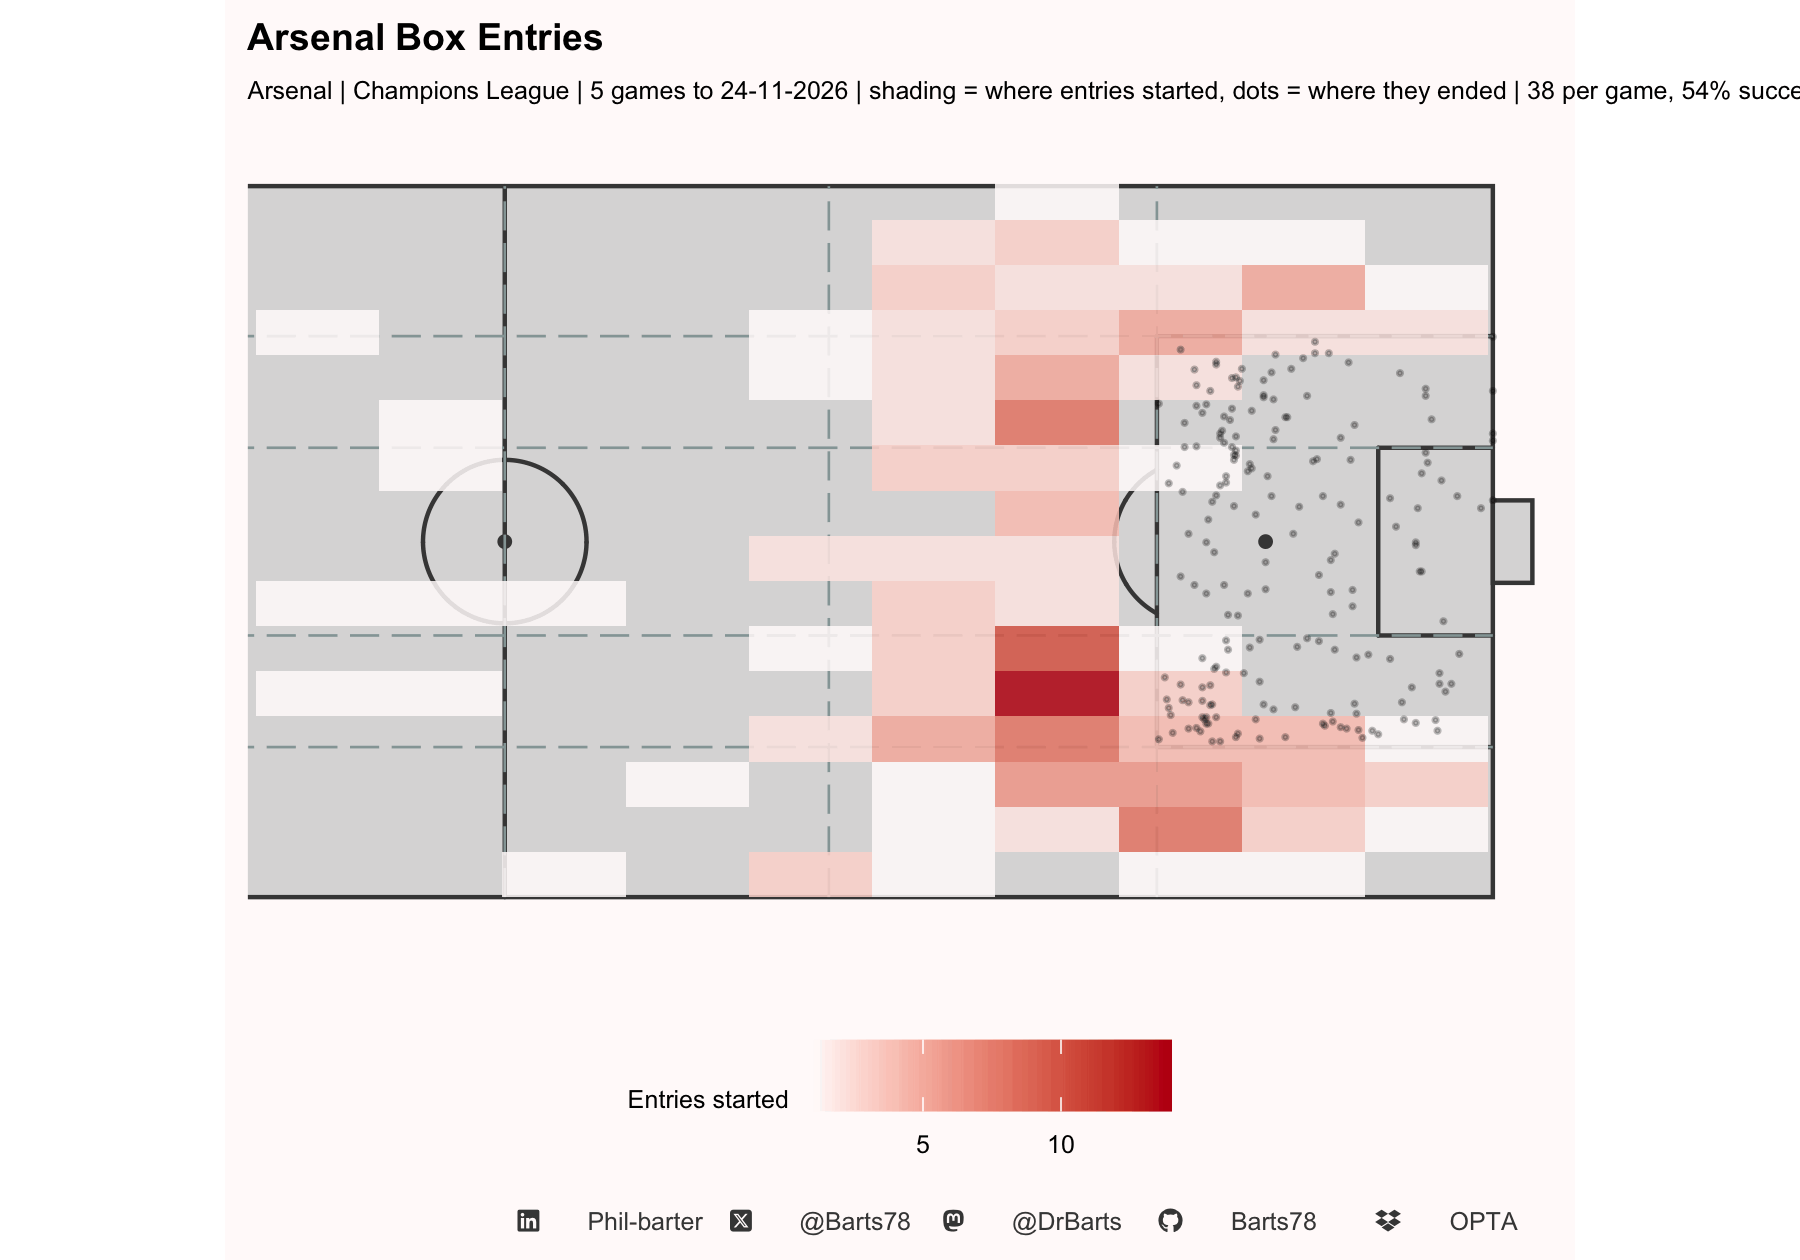 Arsenal Box Entries
Arsenal | Champions League | 5 games to 24-11-2026 | shading = where entries started, dots = where they ended | 38 per game, 54% succe
Entries started
5 10
Phil-barter @Barts78 @DrBarts Barts78 OPTA